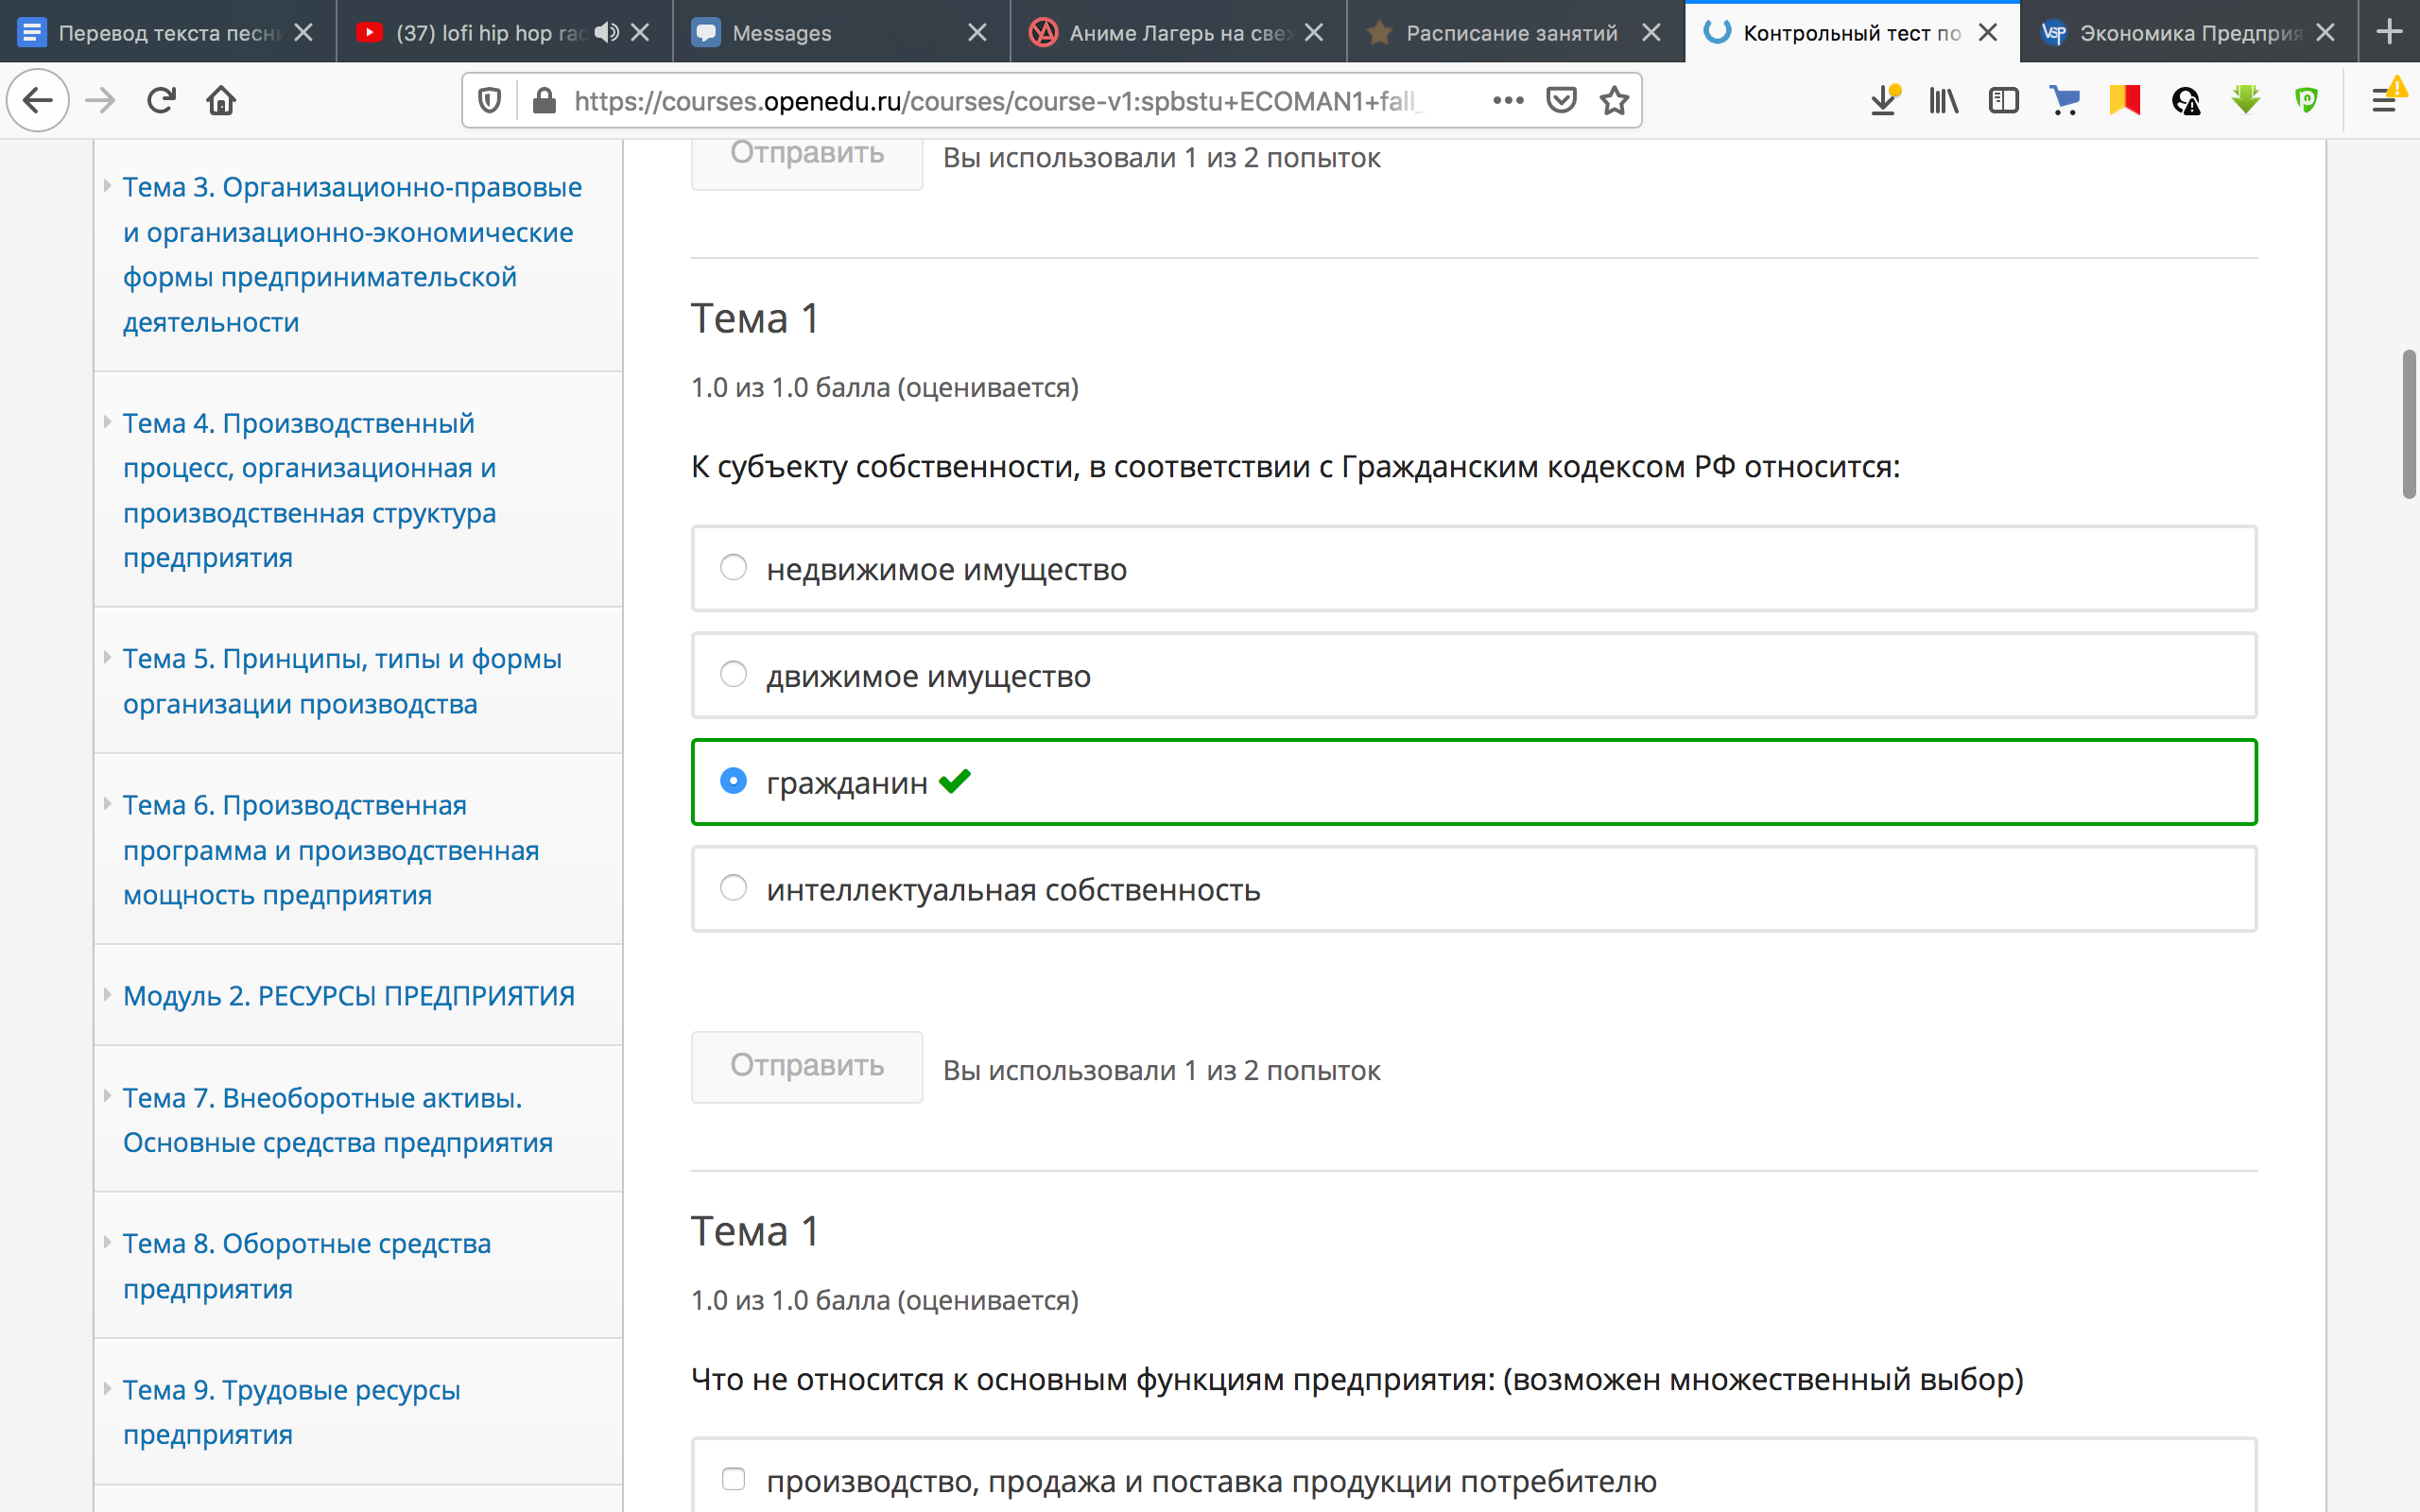 Перевод текста песн
(37) lofi hip hop rac
Messages
Аниме Лагерь на свеж
Расписание занятий
Контрольный тест по
VSP
Экономика Предприя
https://courses.openedu.ru/courses/course-v1:spbstu+ECOMAN1+fall_
Тема 3. Организационно-правовые
и организационно-экономические
формы предпринимательской
деятельности
Тема 4. Производственный
процесс, организационная и
производственная структура
предприятия
Тема 5. Принципы, типы и формы
организации производства
Тема 6. Производственная
программа и производственная
мощность предприятия
Модуль 2. РЕСУРСЫ ПРЕДПРИЯТИЯ
Тема 7. Внеоборотные активы.
Основные средства предприятия
Тема 8. Оборотные средства
предприятия
Тема 9. Трудовые ресурсы
предприятия
Отправить
Вы использовали 1 из 2 попыток
Тема 1
1.0 из 1.0 балла (оценивается)
К субъекту собственности, в соответствии с Гражданским кодексом РФ относится:
недвижимое имущество
движимое имущество
гражданин
интеллектуальная собственность
Отправить
Вы использовали 1 из 2 попыток
Тема 1
1.0 из 1.0 балла (оценивается)
Что не относится к основным функциям предприятия: (возможен множественный выбор)
производство, продажа и поставка продукции потребителю